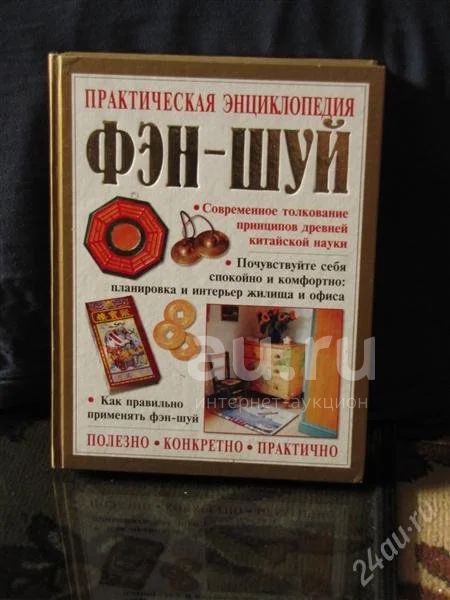 ПРАКТИЧЕСКАЯ ЭНЦИКЛОПЕДИЯ
ФЭН-ШУЙ
• Современное толкование
принципов древней
китайской науки
• Почувствуйте себя
спокойно и комфортно:
планировка и интерьер жилища и офиса
au.ru
интернет-аукцион
• Как правильно
применять фэн-шуй
ПОЛЕЗНО • КОНКРЕТНО • ПРАКТИЧНО
24au.ru